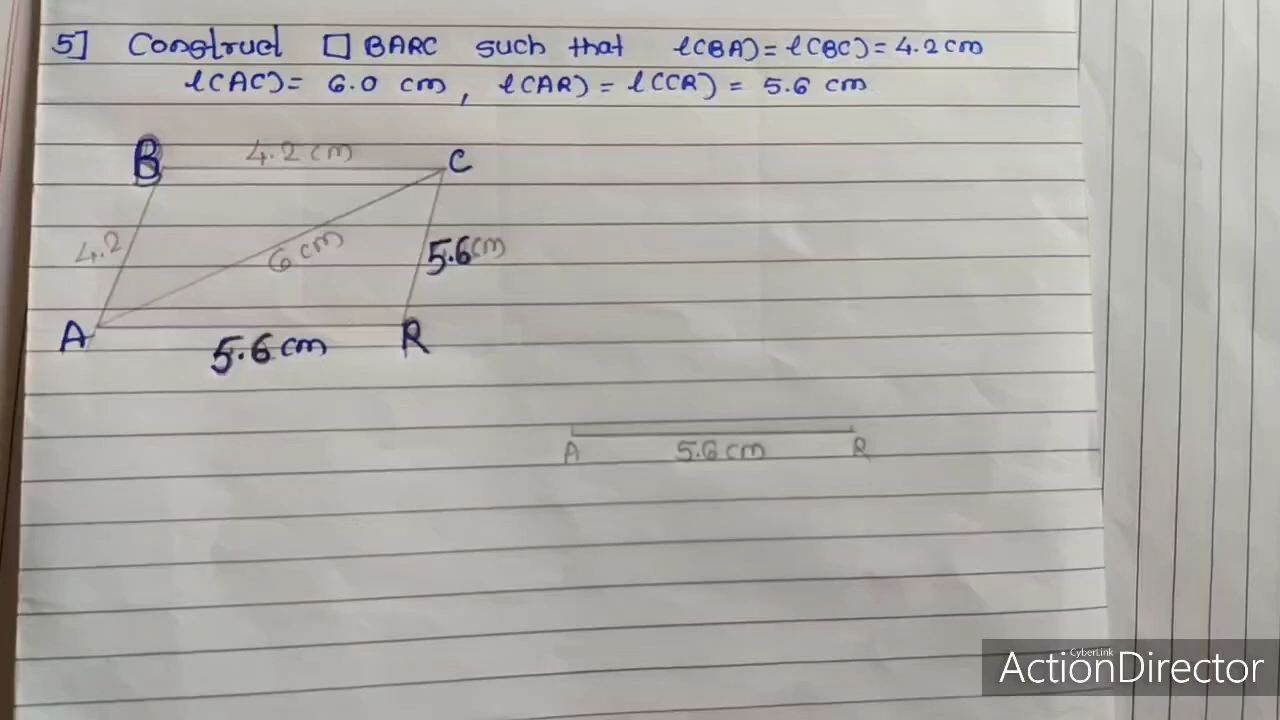 5] Construct □ BARC such that l(BA) = l(BC) = 4.2 cm
l(AC) = 6.0 cm, l(AR) = l(CR) = 5.6 cm
B 4.2 cm C
4.2 6 cm 5.6 cm
A 5.6 cm R
A 5.6 cm R
CyberLink
ActionDirector